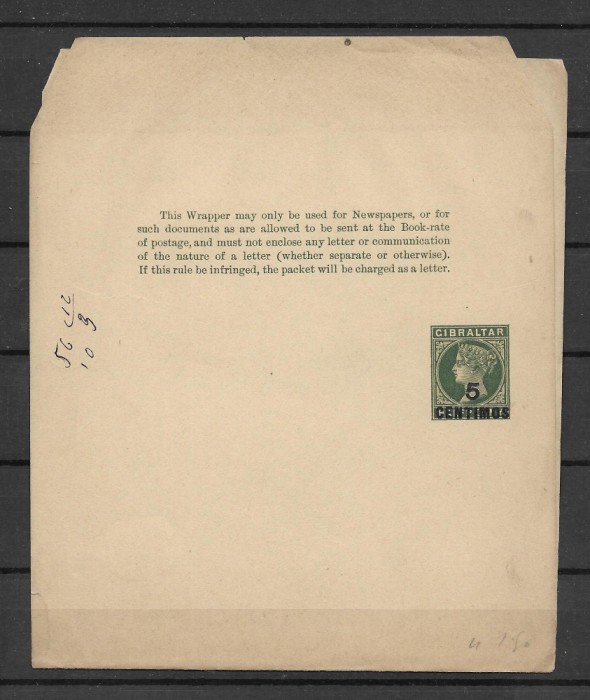 This Wrapper may only be used for Newspapers, or for
such documents as are allowed to be sent at the Book-rate
of postage, and must not enclose any letter or communication
of the nature of a letter (whether separate or otherwise).
If this rule be infringed, the packet will be charged as a letter.
GIBRALTAR
5
CENTIMOS